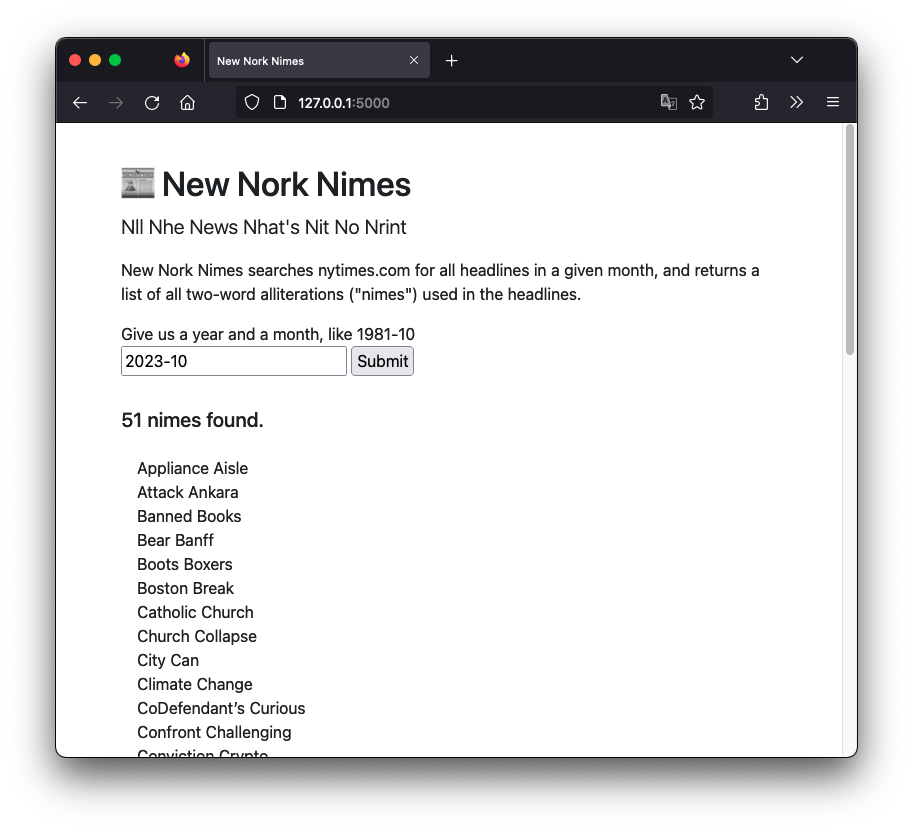 New Nork Nimes
127.0.0.1:5000
New Nork Nimes
Nll Nhe News Nhat's Nit No Nrint
New Nork Nimes searches nytimes.com for all headlines in a given month, and returns a
list of all two-word alliterations ("nimes") used in the headlines.
Give us a year and a month, like 1981-10
2023-10 Submit
51 nimes found.
Appliance Aisle
Attack Ankara
Banned Books
Bear Banff
Boots Boxers
Boston Break
Catholic Church
Church Collapse
City Can
Climate Change
CoDefendant’s Curious
Confront Challenging
Conviction Crypto